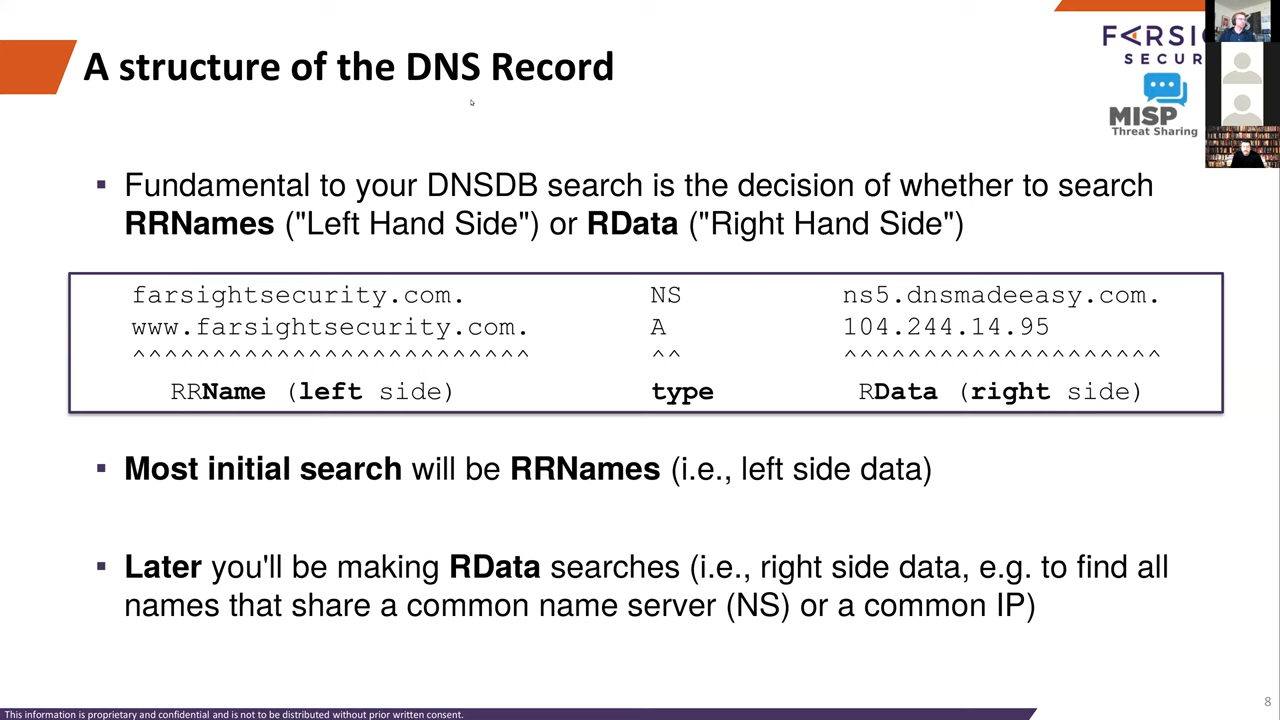 A structure of the DNS Record
FARSIG
SECUR
MISP
Threat Sharing
▪ Fundamental to your DNSDB search is the decision of whether to search
RRNames ("Left Hand Side") or RData ("Right Hand Side")
farsightsecurity.com. NS ns5.dnsmadeeasy.com.
www.farsightsecurity.com. A 104.244.14.95
^^^^^^^^^^^^^^^^^^^^^^^^^ ^^ ^^^^^^^^^^^^^^^^^^^^
RRName (left side) type RData (right side)
▪ Most initial search will be RRNames (i.e., left side data)
▪ Later you'll be making RData searches (i.e., right side data, e.g. to find all
names that share a common name server (NS) or a common IP)
This information is proprietary and confidential and is not to be distributed without prior written consent.
8